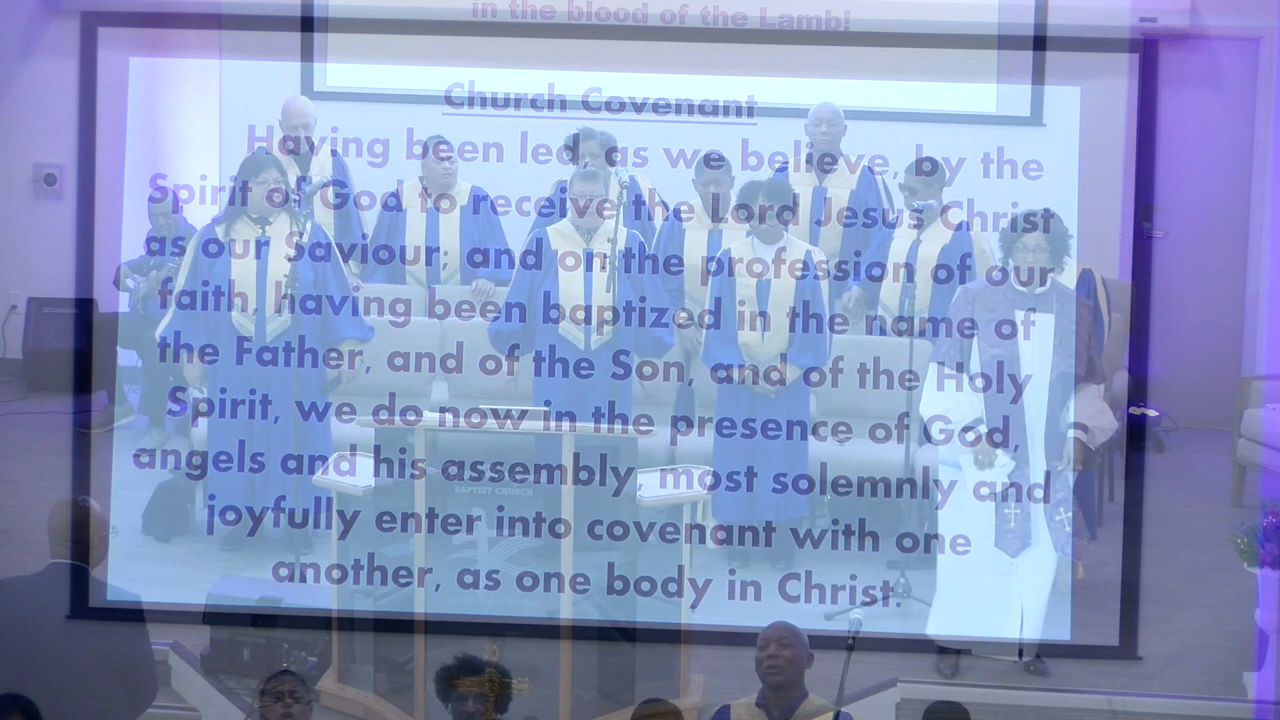 in the blood of the Lamb!
Church Covenant
Having been led, as we believe, by the
Spirit of God to receive the Lord Jesus Christ
as our Saviour; and on the profession of our
faith, having been baptized in the name of
the Father, and of the Son, and of the Holy
Spirit, we do now in the presence of God,
angels and his assembly, most solemnly and
joyfully enter into covenant with one
another, as one body in Christ.
BAPTIST CHURCH